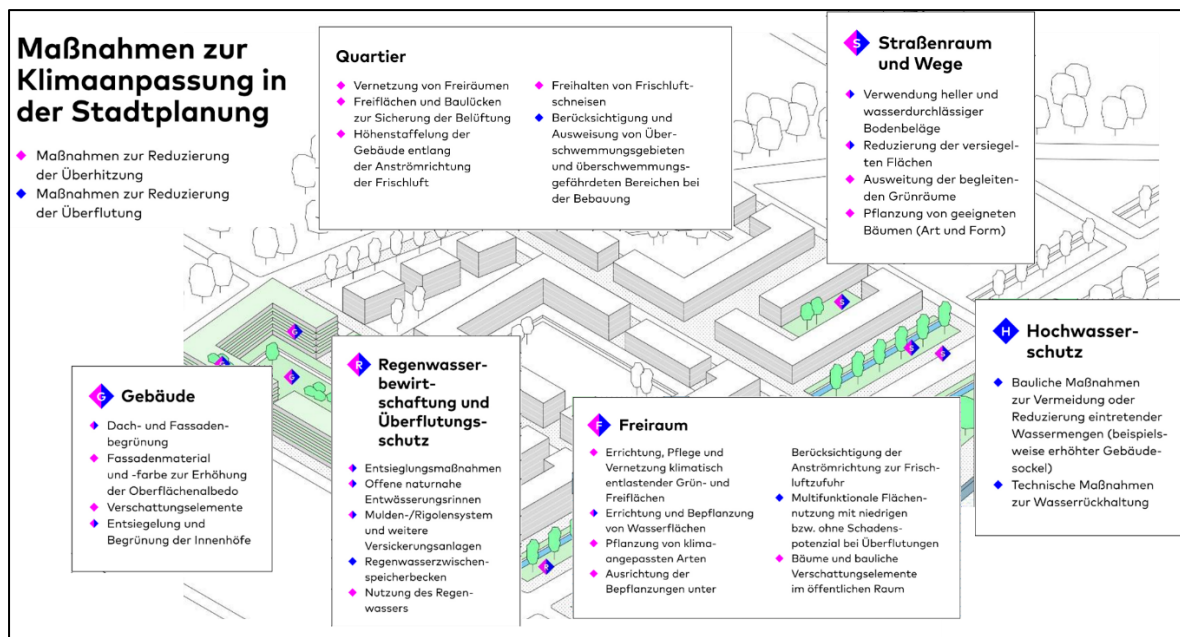 Maßnahmen zur
Klimaanpassung in
der Stadtplanung
Maßnahmen zur Reduzierung
der Überhitzung
Maßnahmen zur Reduzierung
der Überflutung
Quartier
Vernetzung von Freiräumen
Freiflächen und Baulücken
zur Sicherung der Belüftung
Höhenstaffelung der
Gebäude entlang
der Anströmrichtung
der Frischluft
Freihalten von Frischluft-
schneisen
Berücksichtigung und
Ausweisung von Über-
schwemmungsgebieten
und überschwemmungs-
gefährdeten Bereichen bei
der Bebauung
S
Straßenraum
und Wege
Verwendung heller und
wasserdurchlässiger
Bodenbeläge
Reduzierung der versiegel-
ten Flächen
Ausweitung der begleiten-
den Grünräume
Pflanzung von geeigneten
Bäumen (Art und Form)
S
S
S
G
G
G
G
Gebäude
Dach- und Fassaden-
begrünung
Fassadenmaterial
und -farbe zur Erhöhung
der Oberflächenalbedo
Verschattungselemente
Entsiegelung und
Begrünung der Innenhöfe
R
Regenwasser-
bewirt-
schaftung und
Überflutungs-
schutz
Entsieglungsmaßnahmen
Offene naturnahe
Entwässerungsrinnen
Mulden-/Rigolensystem
und weitere
Versickerungsanlagen
Regenwasserzwischen-
speicherbecken
Nutzung des Regen-
wassers
R
F
Freiraum
Errichtung, Pflege und
Vernetzung klimatisch
entlastender Grün- und
Freiflächen
Errichtung und Bepflanzung
von Wasserflächen
Pflanzung von klima-
angepassten Arten
Ausrichtung der
Bepflanzungen unter
Berücksichtigung der
Anströmrichtung zur Frisch-
luftzufuhr
Multifunktionale Flächen-
nutzung mit niedrigen
bzw. ohne Schadens-
potenzial bei Überflutungen
Bäume und bauliche
Verschattungselemente
im öffentlichen Raum
H
Hochwasser-
schutz
Bauliche Maßnahmen
zur Vermeidung oder
Reduzierung eintretender
Wassermengen (beispiels-
weise erhöhter Gebäude-
sockel)
Technische Maßnahmen
zur Wasserrückhaltung